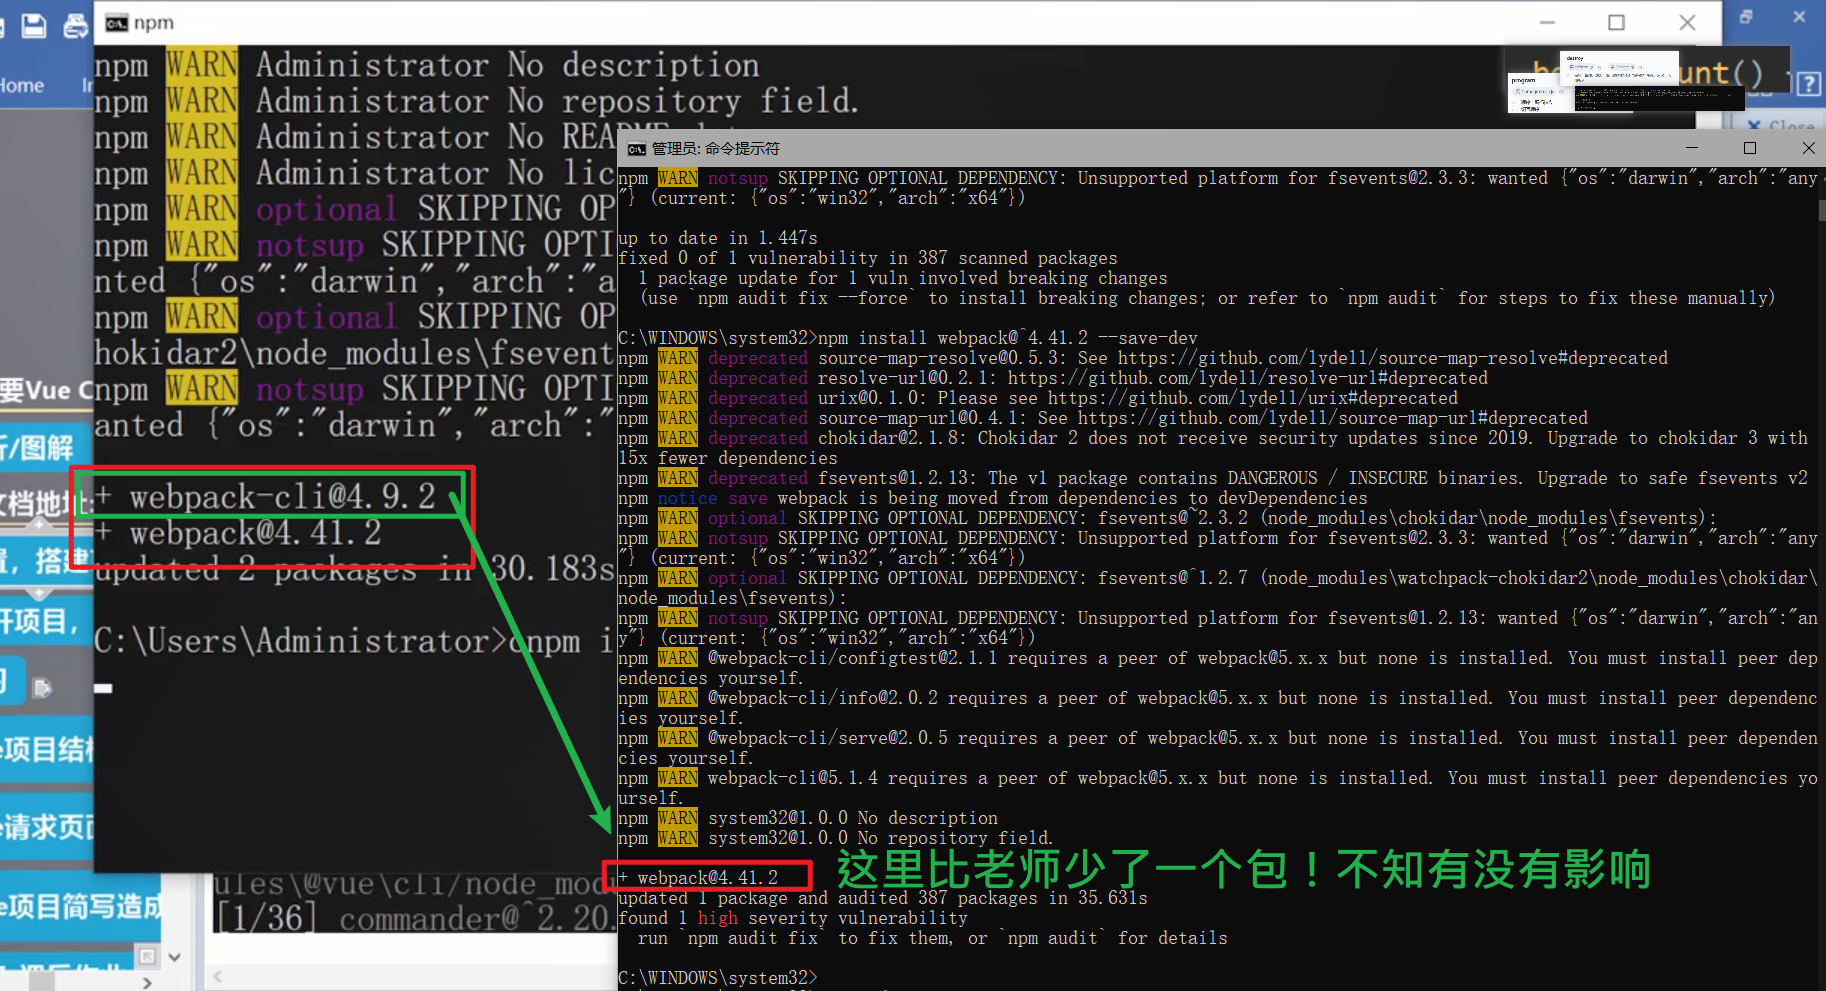 npm
npm WARN Administrator No description
npm WARN Administrator No repository field.
npm WARN Administrator No README
npm WARN Administrator No lic
npm WARN optional SKIPPING OP
npm WARN notsup SKIPPING OPTI
nted {"os":"darwin","arch":"a
npm WARN optional SKIPPING OP
hokidar2\node_modules\fsevent
npm WARN notsup SKIPPING OPTI
anted {"os":"darwin","arch":"
+ webpack-cli@4.9.2
+ webpack@4.41.2
updated 2 packages in 30.183s
C:\Users\Administrator>cnpm i
ules\@vue\cli/node_mod
[1/36] commander@^2.20.
Home
要Vue C
析/图解
文档地址:
置，搭建
开项目，
e项目结构
e请求页面
e项目简写造成
unt()
Close
program
destroy
管理员: 命令提示符
npm WARN notsup SKIPPING OPTIONAL DEPENDENCY: Unsupported platform for fsevents@2.3.3: wanted {"os":"darwin","arch":"any
"} (current: {"os":"win32","arch":"x64"})
up to date in 1.447s
fixed 0 of 1 vulnerability in 387 scanned packages
1 package update for 1 vuln involved breaking changes
(use `npm audit fix --force` to install breaking changes; or refer to `npm audit` for steps to fix these manually)
C:\WINDOWS\system32>npm install webpack@^4.41.2 --save-dev
npm WARN deprecated source-map-resolve@0.5.3: See https://github.com/lydell/source-map-resolve#deprecated
npm WARN deprecated resolve-url@0.2.1: https://github.com/lydell/resolve-url#deprecated
npm WARN deprecated urix@0.1.0: Please see https://github.com/lydell/urix#deprecated
npm WARN deprecated source-map-url@0.4.1: See https://github.com/lydell/source-map-url#deprecated
npm WARN deprecated chokidar@2.1.8: Chokidar 2 does not receive security updates since 2019. Upgrade to chokidar 3 with
15x fewer dependencies
npm WARN deprecated fsevents@1.2.13: The v1 package contains DANGEROUS / INSECURE binaries. Upgrade to safe fsevents v2
npm notice save webpack is being moved from dependencies to devDependencies
npm WARN optional SKIPPING OPTIONAL DEPENDENCY: fsevents@~2.3.2 (node_modules\chokidar\node_modules\fsevents):
npm WARN notsup SKIPPING OPTIONAL DEPENDENCY: Unsupported platform for fsevents@2.3.3: wanted {"os":"darwin","arch":"any
"} (current: {"os":"win32","arch":"x64"})
npm WARN optional SKIPPING OPTIONAL DEPENDENCY: fsevents@^1.2.7 (node_modules\watchpack-chokidar2\node_modules\chokidar\
node_modules\fsevents):
npm WARN notsup SKIPPING OPTIONAL DEPENDENCY: Unsupported platform for fsevents@1.2.13: wanted {"os":"darwin","arch":"an
y"} (current: {"os":"win32","arch":"x64"})
npm WARN @webpack-cli/configtest@2.1.1 requires a peer of webpack@5.x.x but none is installed. You must install peer dep
endencies yourself.
npm WARN @webpack-cli/info@2.0.2 requires a peer of webpack@5.x.x but none is installed. You must install peer dependenc
ies yourself.
npm WARN @webpack-cli/serve@2.0.5 requires a peer of webpack@5.x.x but none is installed. You must install peer dependen
cies yourself.
npm WARN webpack-cli@5.1.4 requires a peer of webpack@5.x.x but none is installed. You must install peer dependencies yo
urself.
npm WARN system32@1.0.0 No description
npm WARN system32@1.0.0 No repository field.
+ webpack@4.41.2
这里比老师少了一个包！不知有没有影响
updated 1 package and audited 387 packages in 35.631s
found 1 high severity vulnerability
run `npm audit fix` to fix them, or `npm audit` for details
C:\WINDOWS\system32>